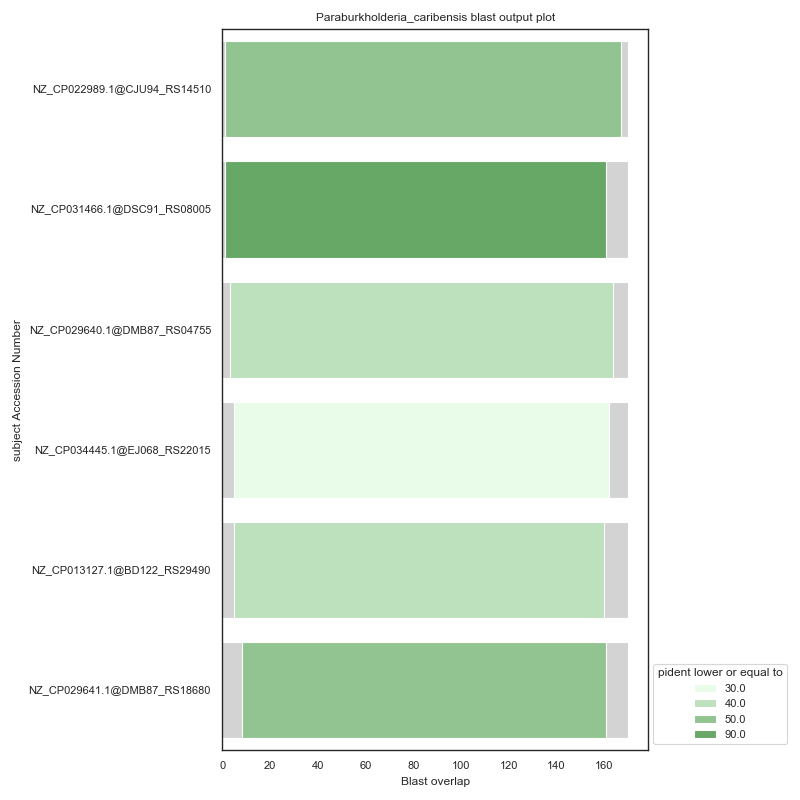 Paraburkholderia_caribensis blast output plot
NZ_CP022989.1@CJU94_RS14510
NZ_CP031466.1@DSC91_RS08005
NZ_CP029640.1@DMB87_RS04755
NZ_CP034445.1@EJ068_RS22015
NZ_CP013127.1@BD122_RS29490
NZ_CP029641.1@DMB87_RS18680
subject Accession Number
0 20 40 60 80 100 120 140 160
Blast overlap
pident lower or equal to
30.0
40.0
50.0
90.0